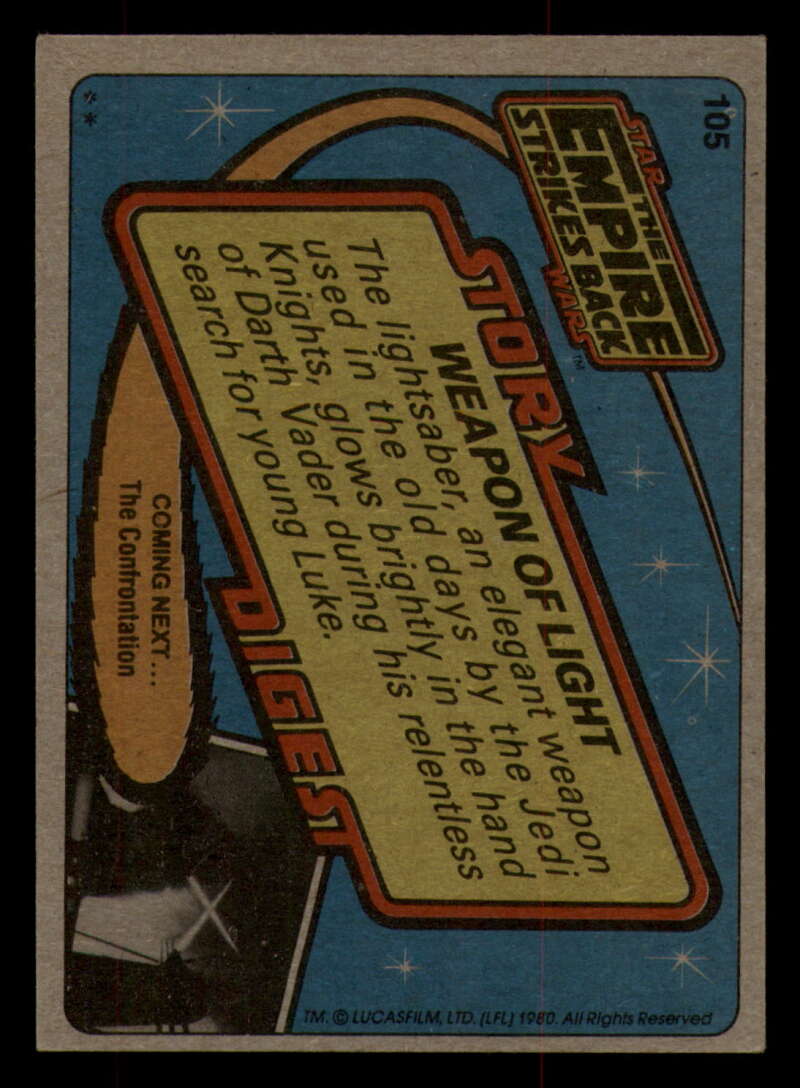 105
STAR
THE
EMPIRE
STRIKES BACK
WARS™
STORY
WEAPON OF LIGHT
The lightsaber, an elegant weapon
used in the old days by the Jedi
Knights, glows brightly in the hand
of Darth Vader during his relentless
search for young Luke.
DIGEST
COMING NEXT...
The Confrontation
**
TM. © LUCASFILM, LTD. (LFL) 1980. All Rights Reserved